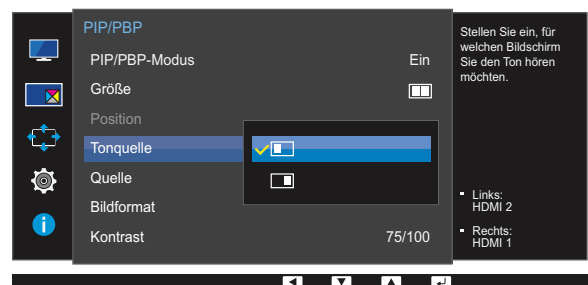 PIP/PBP
PIP/PBP-Modus Ein
Größe
Position
Tonquelle
Quelle
Bildformat
Kontrast 75/100
Stellen Sie ein, für
welchen Bildschirm
Sie den Ton hören
möchten.
Links:
HDMI 2
Rechts:
HDMI 1